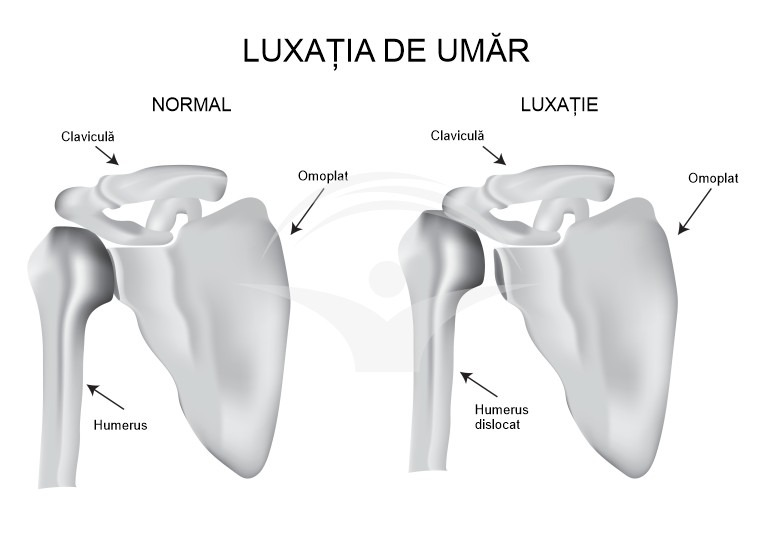 LUXAȚIA DE UMĂR
NORMAL
Claviculă
Omoplat
Humerus
LUXAȚIE
Claviculă
Omoplat
Humerus
dislocat